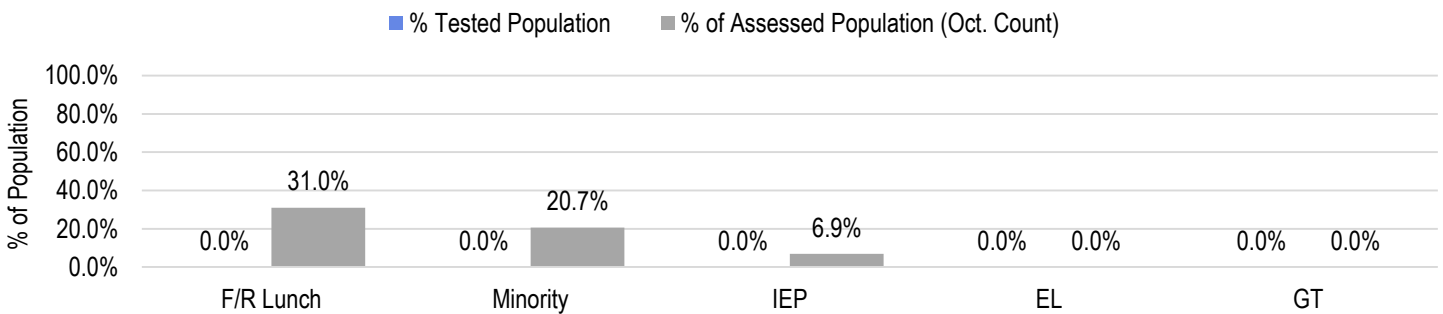 % Tested Population % of Assessed Population (Oct. Count)
% of Population
100.0%
80.0%
60.0%
40.0%
20.0%
0.0%
0.0% 31.0% 0.0% 20.7% 0.0% 6.9% 0.0% 0.0% 0.0% 0.0%
F/R Lunch Minority IEP EL GT